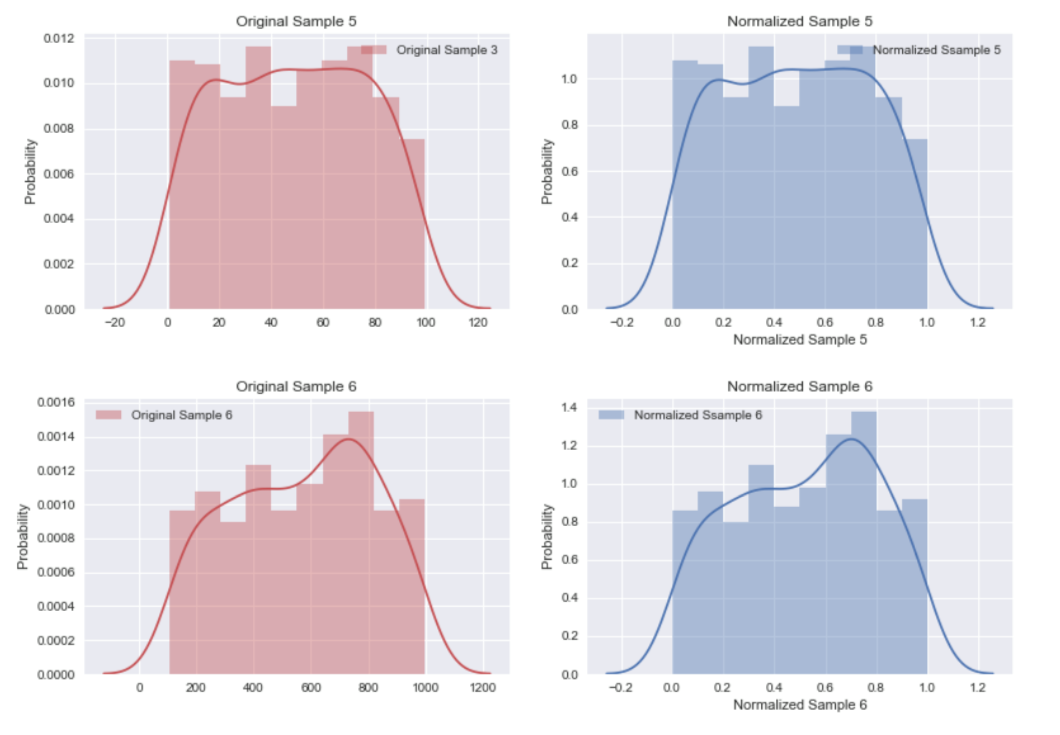 Original Sample 5
Original Sample 3
Probability
0.012
0.010
0.008
0.006
0.004
0.002
0.000
−20 0 20 40 60 80 100 120
Normalized Sample 5
Normalized Ssample 5
Probability
1.0
0.8
0.6
0.4
0.2
0.0
−0.2 0.0 0.2 0.4 0.6 0.8 1.0 1.2
Normalized Sample 5
Original Sample 6
Original Sample 6
Probability
0.0016
0.0014
0.0012
0.0010
0.0008
0.0006
0.0004
0.0002
0.0000
0 200 400 600 800 1000 1200
Normalized Sample 6
Normalized Ssample 6
Probability
1.4
1.2
1.0
0.8
0.6
0.4
0.2
0.0
−0.2 0.0 0.2 0.4 0.6 0.8 1.0 1.2
Normalized Sample 6